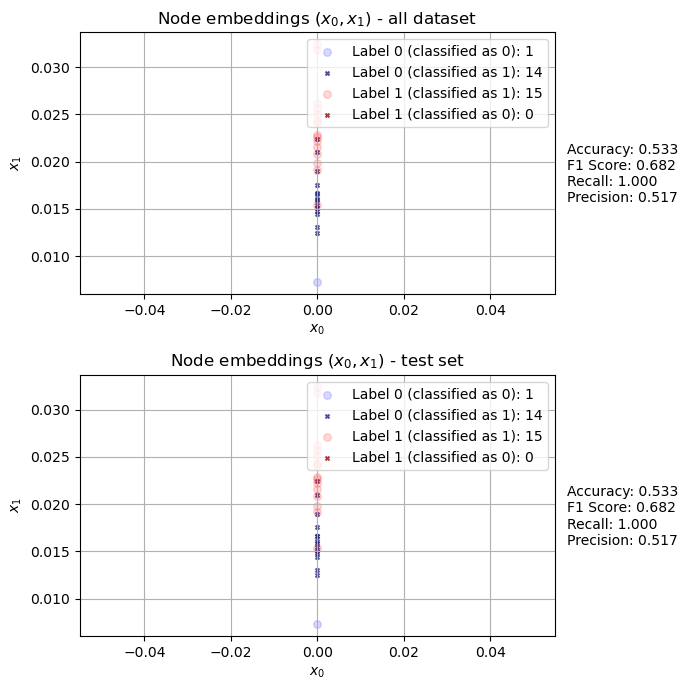 Node embeddings (x₀, x₁) - all dataset
Label 0 (classified as 0): 1
Label 0 (classified as 1): 14
Label 1 (classified as 1): 15
Label 1 (classified as 0): 0
0.030
0.025
0.020
0.015
0.010
x₁
Accuracy: 0.533
F1 Score: 0.682
Recall: 1.000
Precision: 0.517
−0.04 −0.02 0.00 0.02 0.04
x₀
Node embeddings (x₀, x₁) - test set
Label 0 (classified as 0): 1
Label 0 (classified as 1): 14
Label 1 (classified as 1): 15
Label 1 (classified as 0): 0
0.030
0.025
0.020
0.015
0.010
x₁
Accuracy: 0.533
F1 Score: 0.682
Recall: 1.000
Precision: 0.517
−0.04 −0.02 0.00 0.02 0.04
x₀